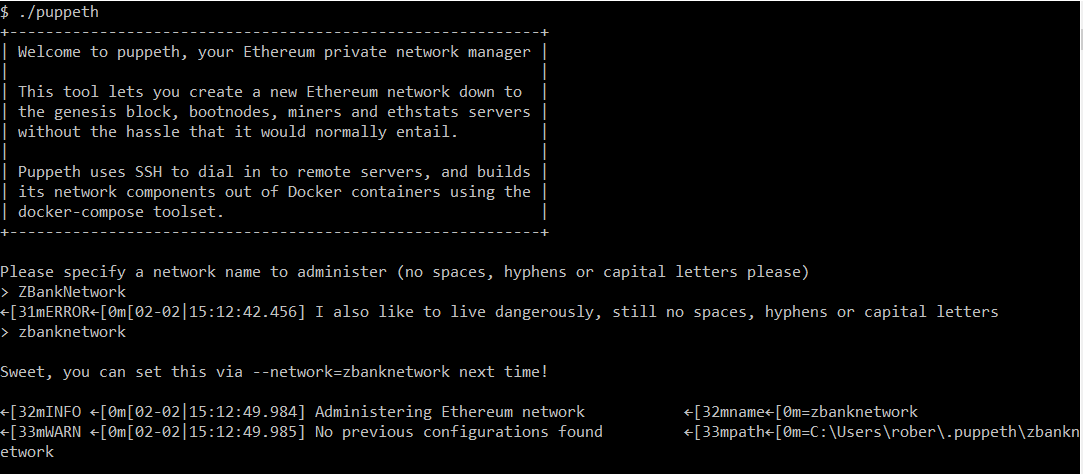 $ ./puppeth
+-----------------------------------------------------------+
| Welcome to puppeth, your Ethereum private network manager |
|                                                           |
| This tool lets you create a new Ethereum network down to  |
| the genesis block, bootnodes, miners and ethstats servers |
| without the hassle that it would normally entail.         |
|                                                           |
| Puppeth uses SSH to dial in to remote servers, and builds |
| its network components out of Docker containers using the |
| docker-compose toolset.                                   |
+-----------------------------------------------------------+
Please specify a network name to administer (no spaces, hyphens or capital letters please)
> ZBankNetwork
←[31mERROR←[0m[02-02|15:12:42.456] I also like to live dangerously, still no spaces, hyphens or capital letters
> zbanknetwork
Sweet, you can set this via --network=zbanknetwork next time!
←[32mINFO ←[0m[02-02|15:12:49.984] Administering Ethereum network           ←[32mname←[0m=zbanknetwork
←[33mWARN ←[0m[02-02|15:12:49.985] No previous configurations found         ←[33mpath←[0m=C:\Users\rober\.puppeth\zbankn
etwork